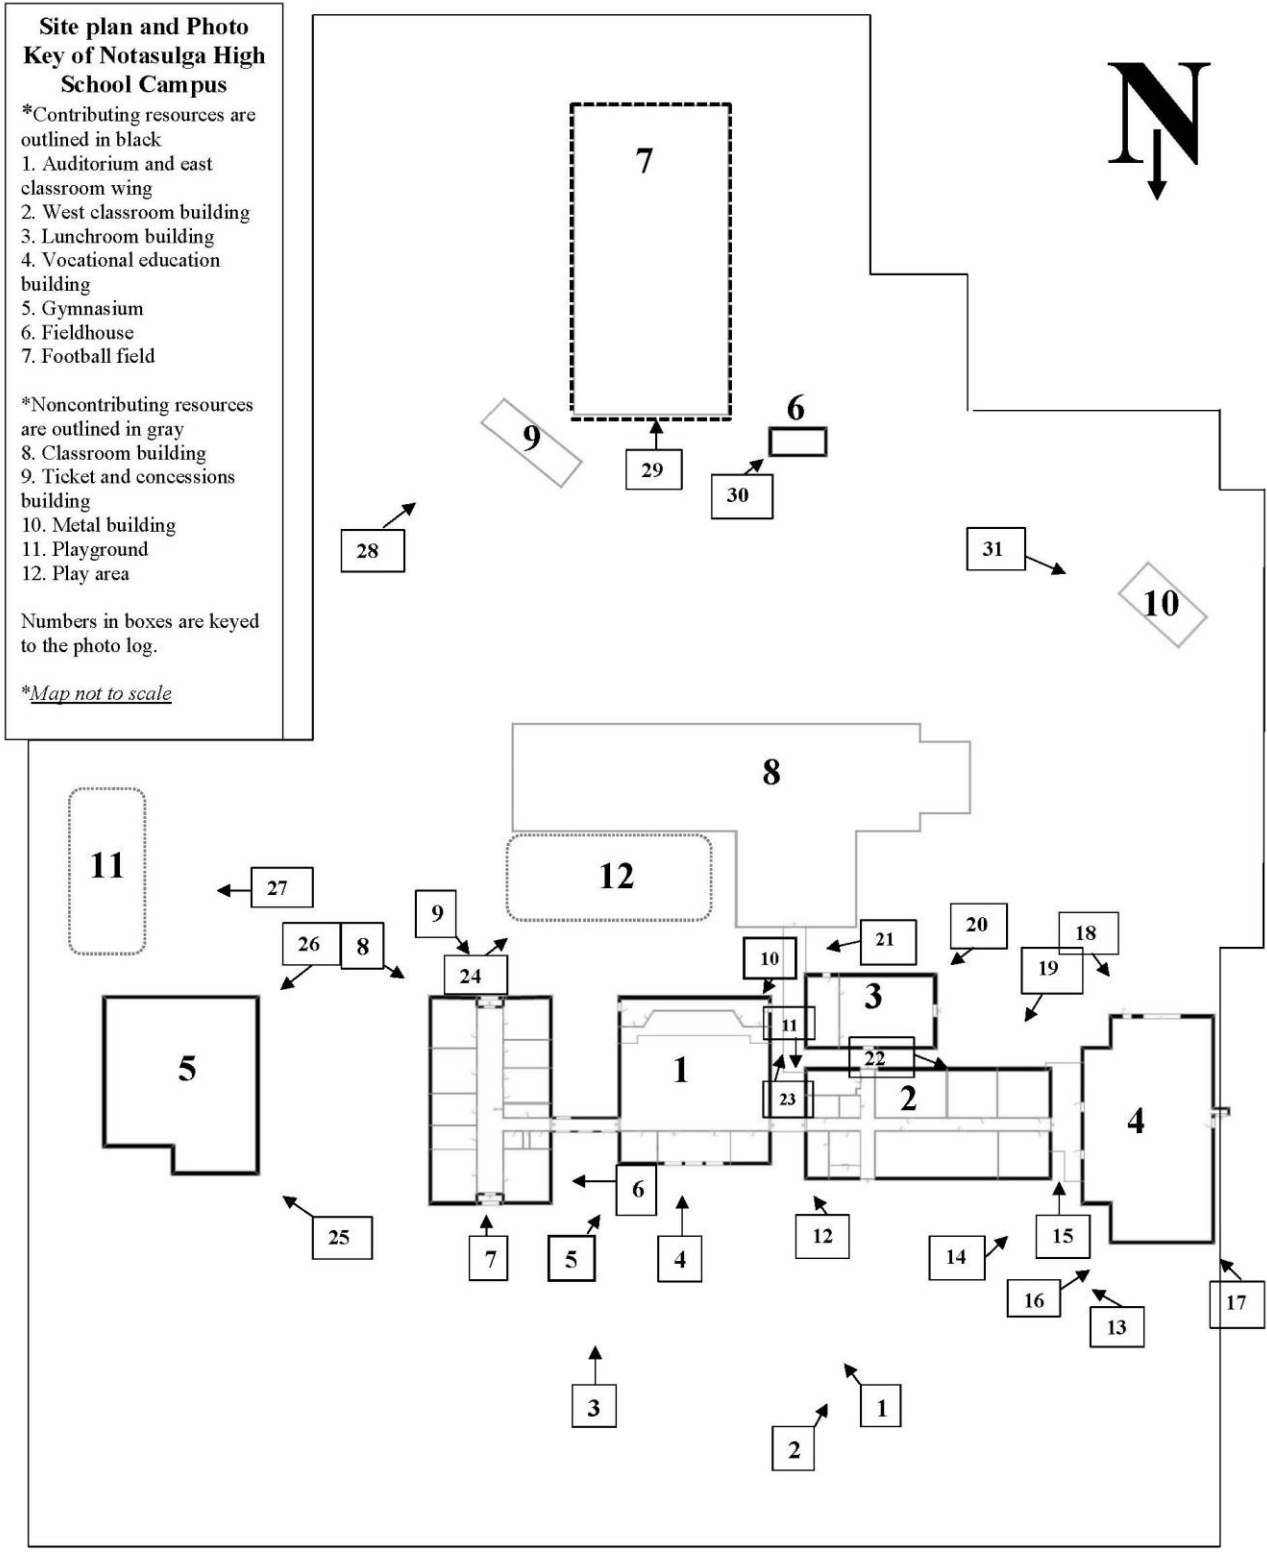 Site plan and Photo
Key of Notasulga High
School Campus
*Contributing resources are
outlined in black
1. Auditorium and east
classroom wing
2. West classroom building
3. Lunchroom building
4. Vocational education
building
5. Gymnasium
6. Fieldhouse
7. Football field
*Noncontributing resources
are outlined in gray
8. Classroom building
9. Ticket and concessions
building
10. Metal building
11. Playground
12. Play area
Numbers in boxes are keyed
to the photo log.
*Map not to scale
N
7
6
9
29
30
28
31
10
8
11
12
27
9
26
8
24
10
21
20
18
19
3
11
22
5
1
23
2
4
6
25
7
5
4
12
14
15
16
13
17
3
1
2